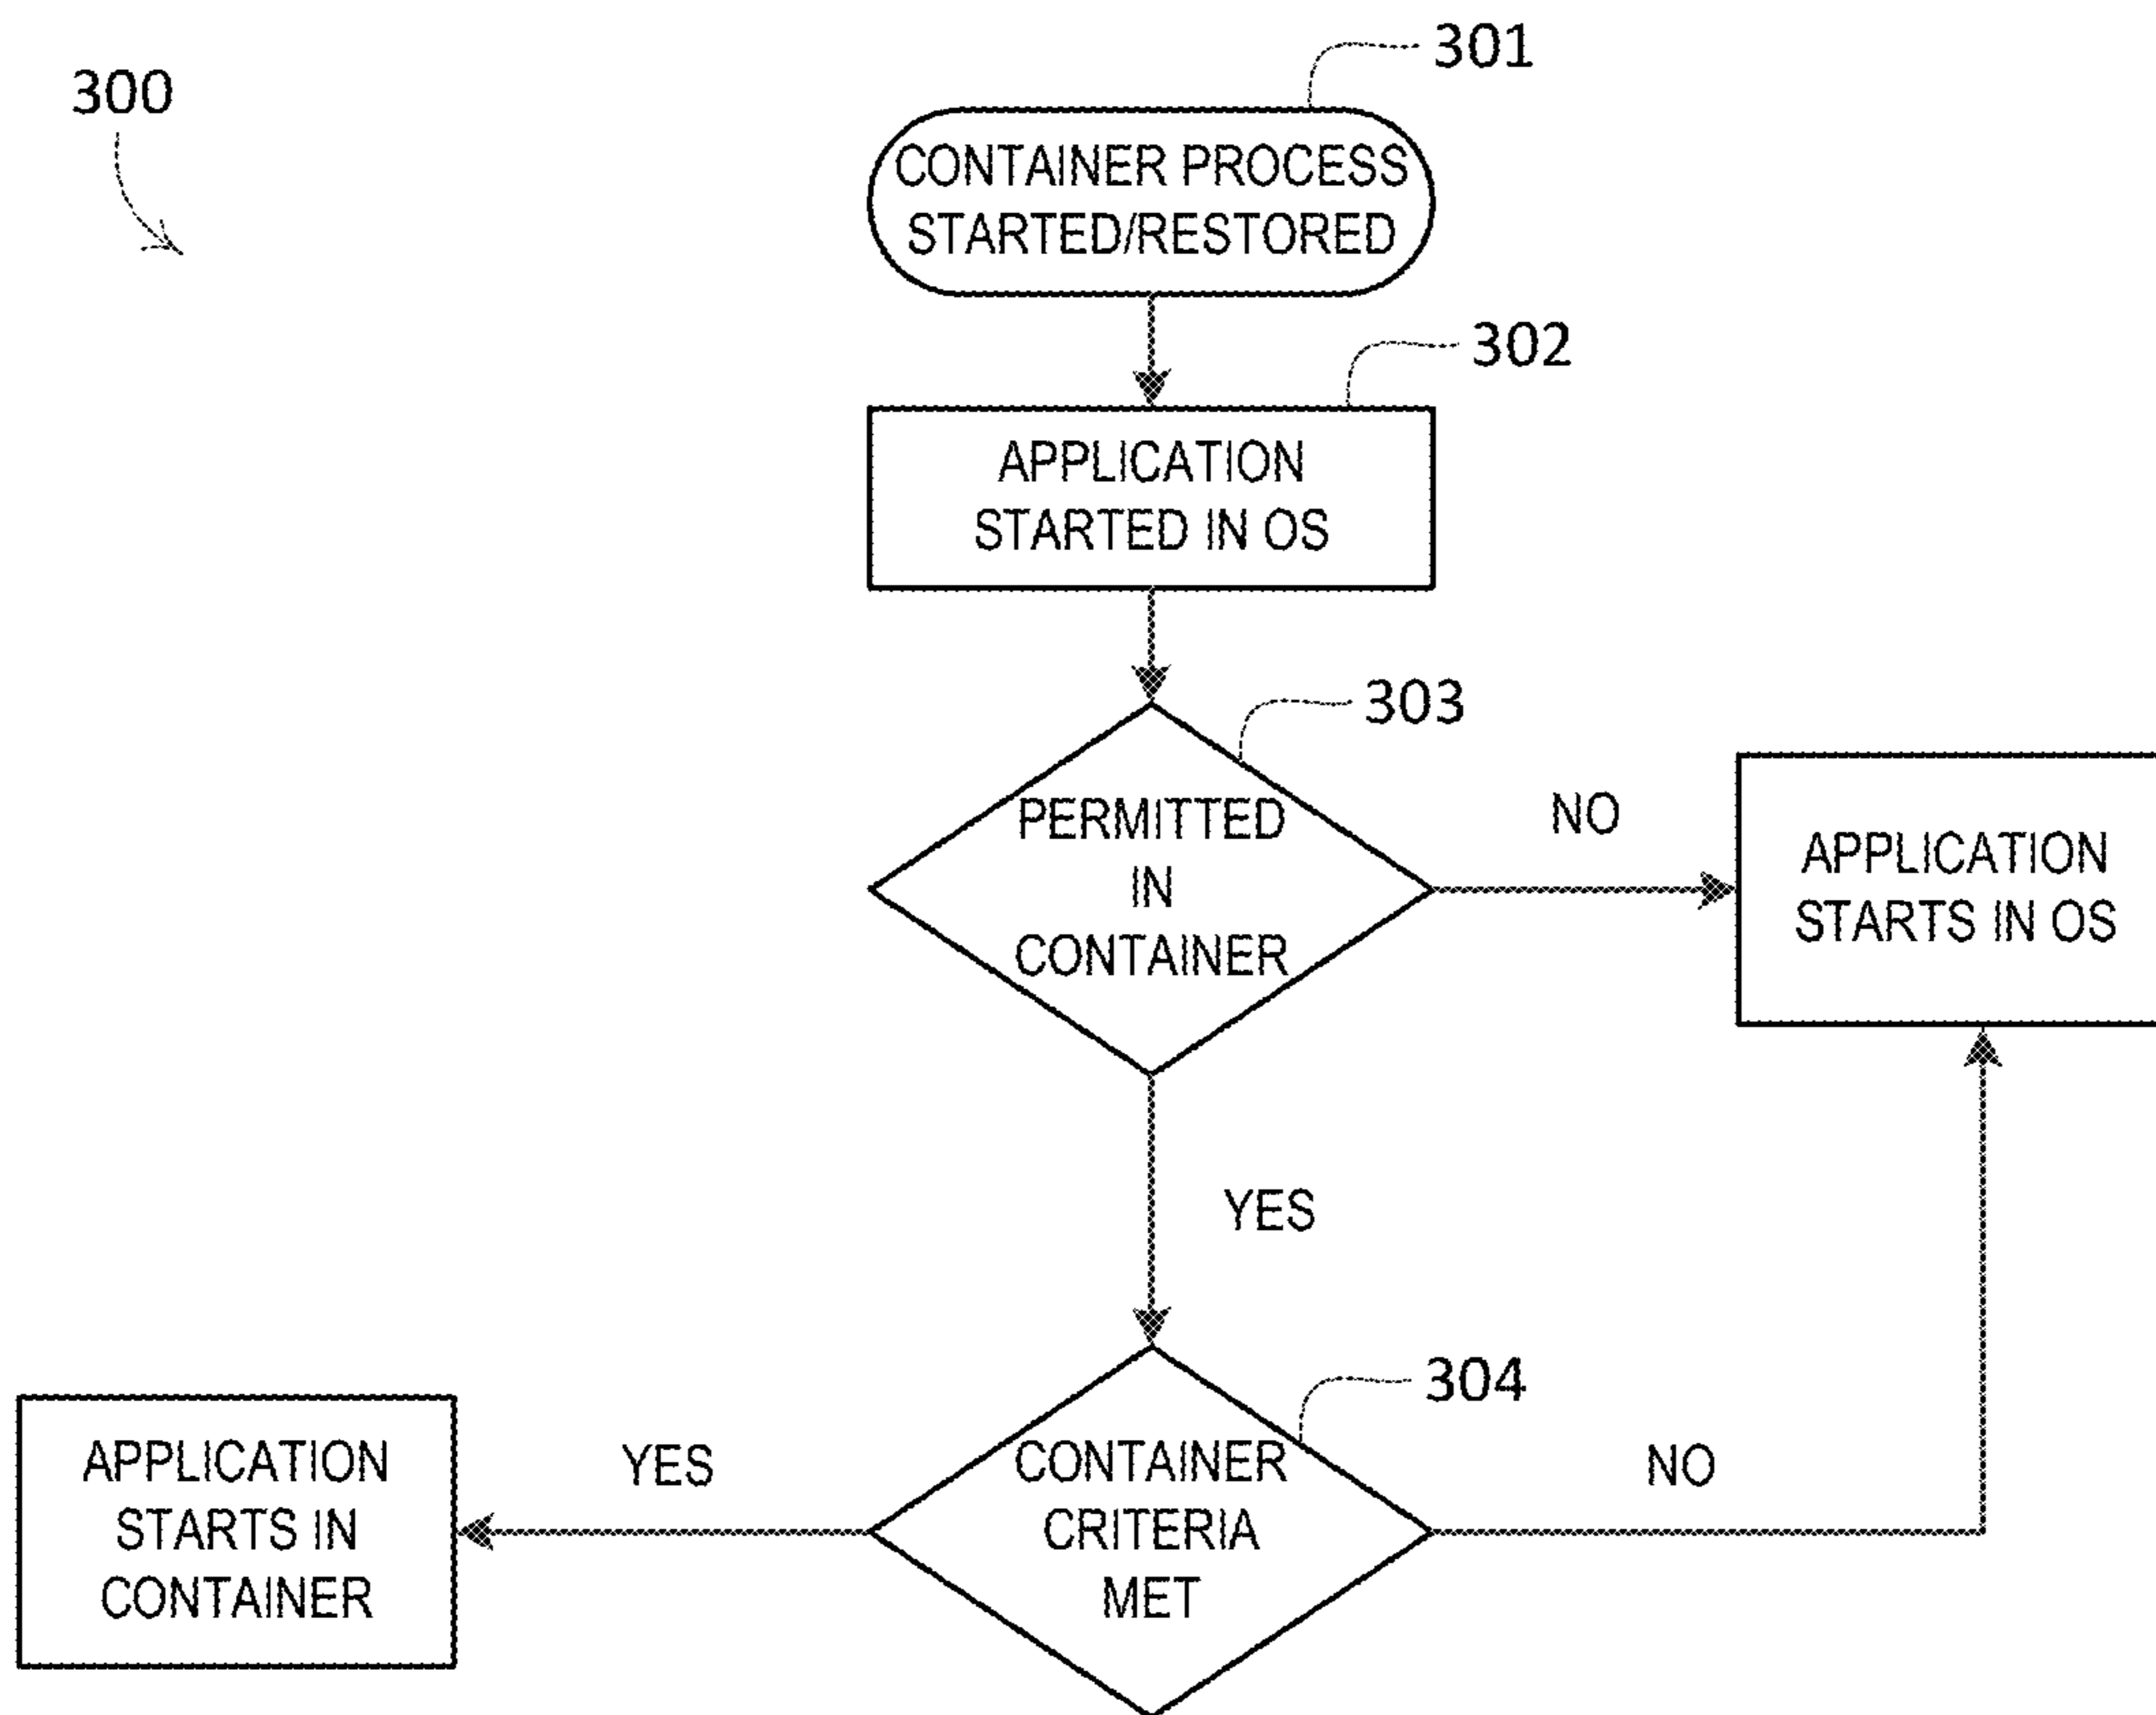 301
300
CONTAINER PROCESS
STARTED/RESTORED
302
APPLICATION
STARTED IN OS
303
PERMITTED
IN
CONTAINER
NO
APPLICATION
STARTS IN OS
YES
304
CONTAINER
CRITERIA
MET
YES
NO
APPLICATION
STARTS IN
CONTAINER